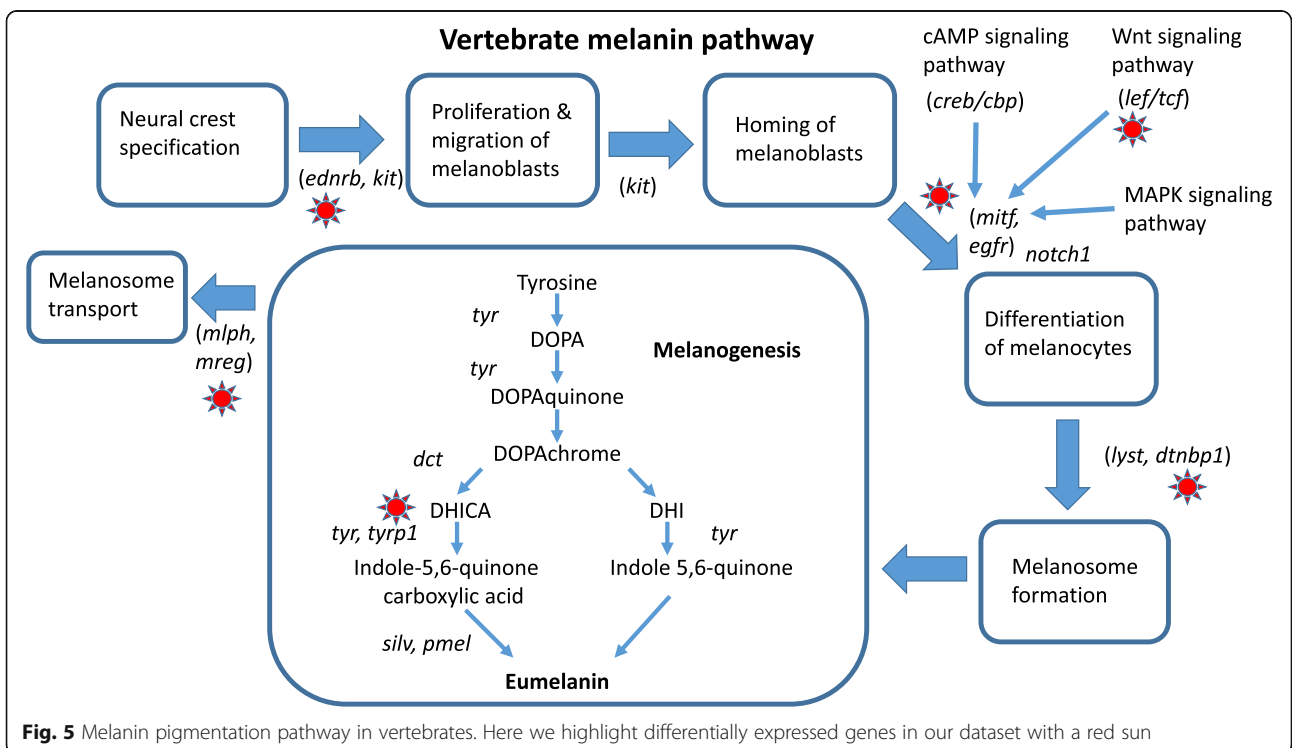 Vertebrate melanin pathway
cAMP signaling
pathway
(creb/cbp)
Wnt signaling
pathway
(lef/tcf)
Neural crest
specification
(ednrb, kit)
Proliferation &
migration of
melanoblasts
(kit)
Homing of
melanoblasts
(mitf,
egfr)
notch1
MAPK signaling
pathway
Differentiation
of melanocytes
(lyst, dtnbp1)
Melanosome
formation
Melanogenesis
Tyrosine
tyr
DOPA
tyr
DOPAquinone
DOPAchrome
dct
DHICA
DHI
tyr, tyrp1
tyr
Indole-5,6-quinone
carboxylic acid
Indole 5,6-quinone
silv, pmel
Eumelanin
Melanosome
transport
(mlph,
mreg)
Fig. 5 Melanin pigmentation pathway in vertebrates. Here we highlight differentially expressed genes in our dataset with a red sun